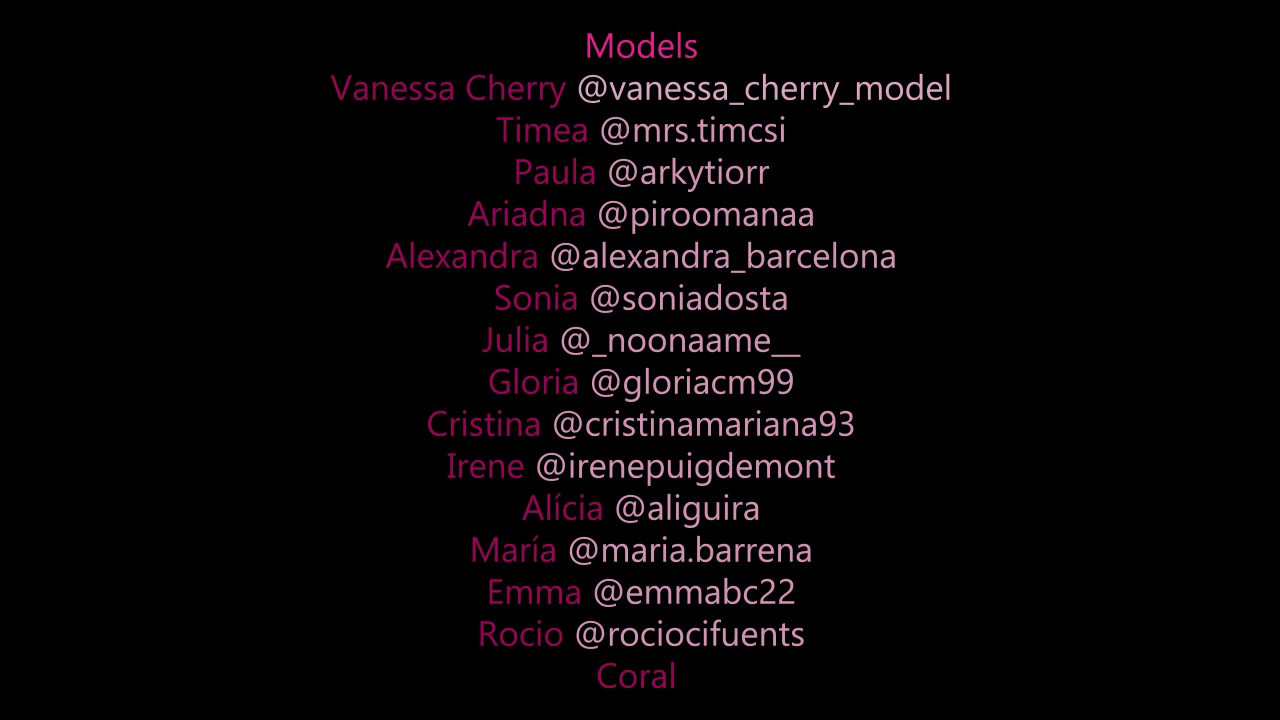 Models
Vanessa Cherry @vanessa_cherry_model
Timea @mrs.timcsi
Paula @arkytiorr
Ariadna @piroomanaa
Alexandra @alexandra_barcelona
Sonia @soniadosta
Julia @_noonaame__
Gloria @gloriacm99
Cristina @cristinamariana93
Irene @irenepuigdemont
Alícia @aliguira
María @maria.barrena
Emma @emmabc22
Rocio @rociocifuents
Coral